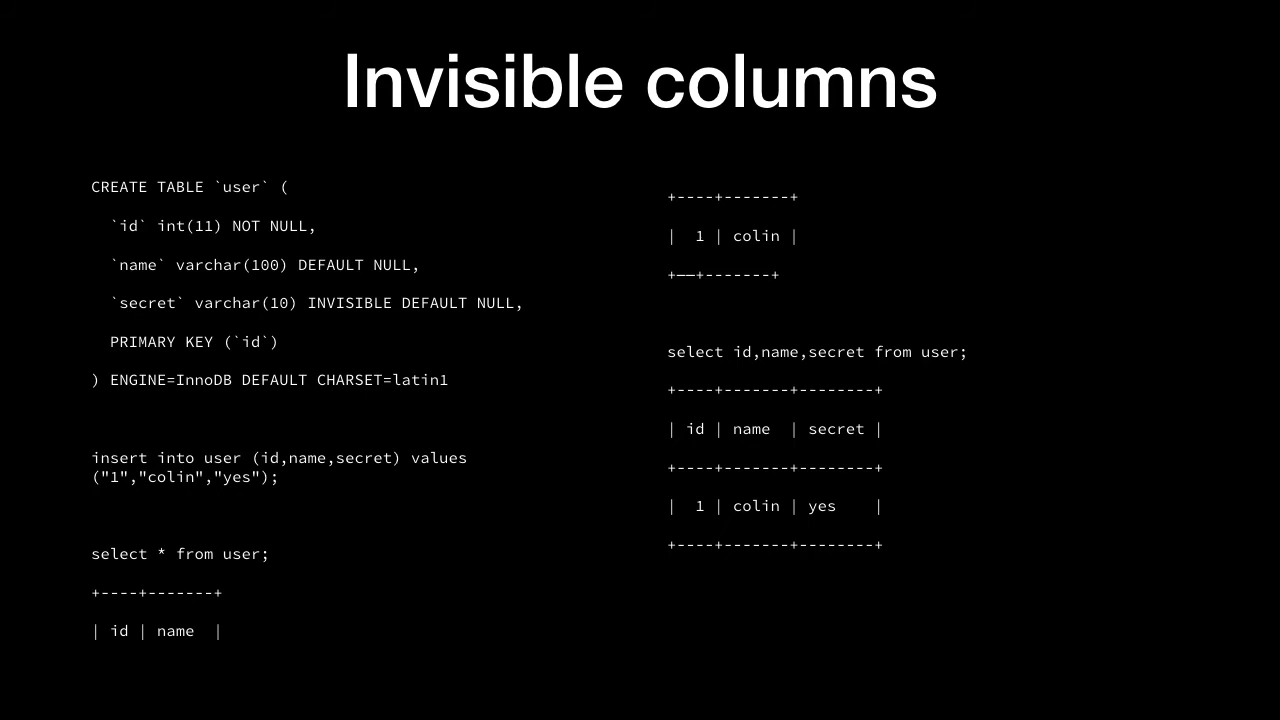 Invisible columns
CREATE TABLE `user` (
  `id` int(11) NOT NULL,
  `name` varchar(100) DEFAULT NULL,
  `secret` varchar(10) INVISIBLE DEFAULT NULL,
  PRIMARY KEY (`id`)
) ENGINE=InnoDB DEFAULT CHARSET=latin1
insert into user (id,name,secret) values
("1","colin","yes");
select * from user;
+----+-------+
| id | name  |
+----+-------+
|  1 | colin |
+——+-------+
select id,name,secret from user;
+----+-------+--------+
| id | name  | secret |
+----+-------+--------+
|  1 | colin | yes    |
+----+-------+--------+